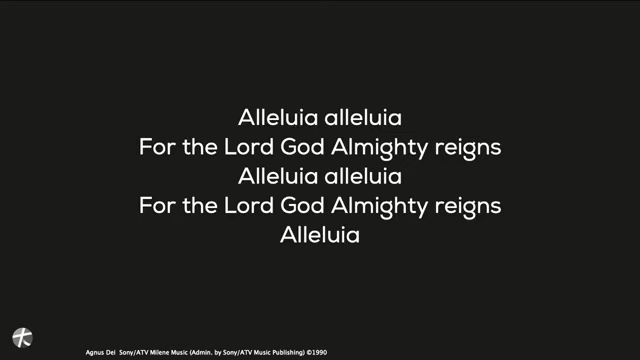 Alleluia alleluia
For the Lord God Almighty reigns
Alleluia alleluia
For the Lord God Almighty reigns
Alleluia
Agnus Dei Sony/ATV Milene Music (Admin. by Sony/ATV Music Publishing) ©1990